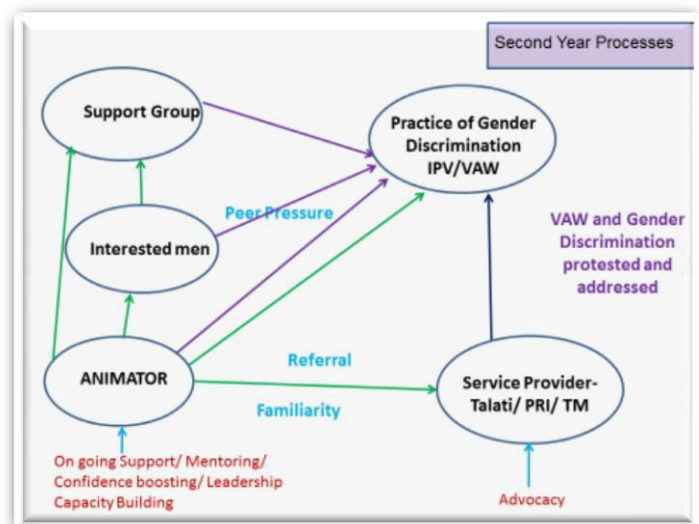 Second Year Processes
Support Group
Practice of Gender
Discrimination
IPV/VAW
Peer Pressure
VAW and Gender
Discrimination
protested and
addressed
Interested men
Referral
ANIMATOR
Service Provider-
Talati/ PRI/ TM
Familiarity
On going Support/ Mentoring/
Confidence boosting/ Leadership
Capacity Building
Advocacy